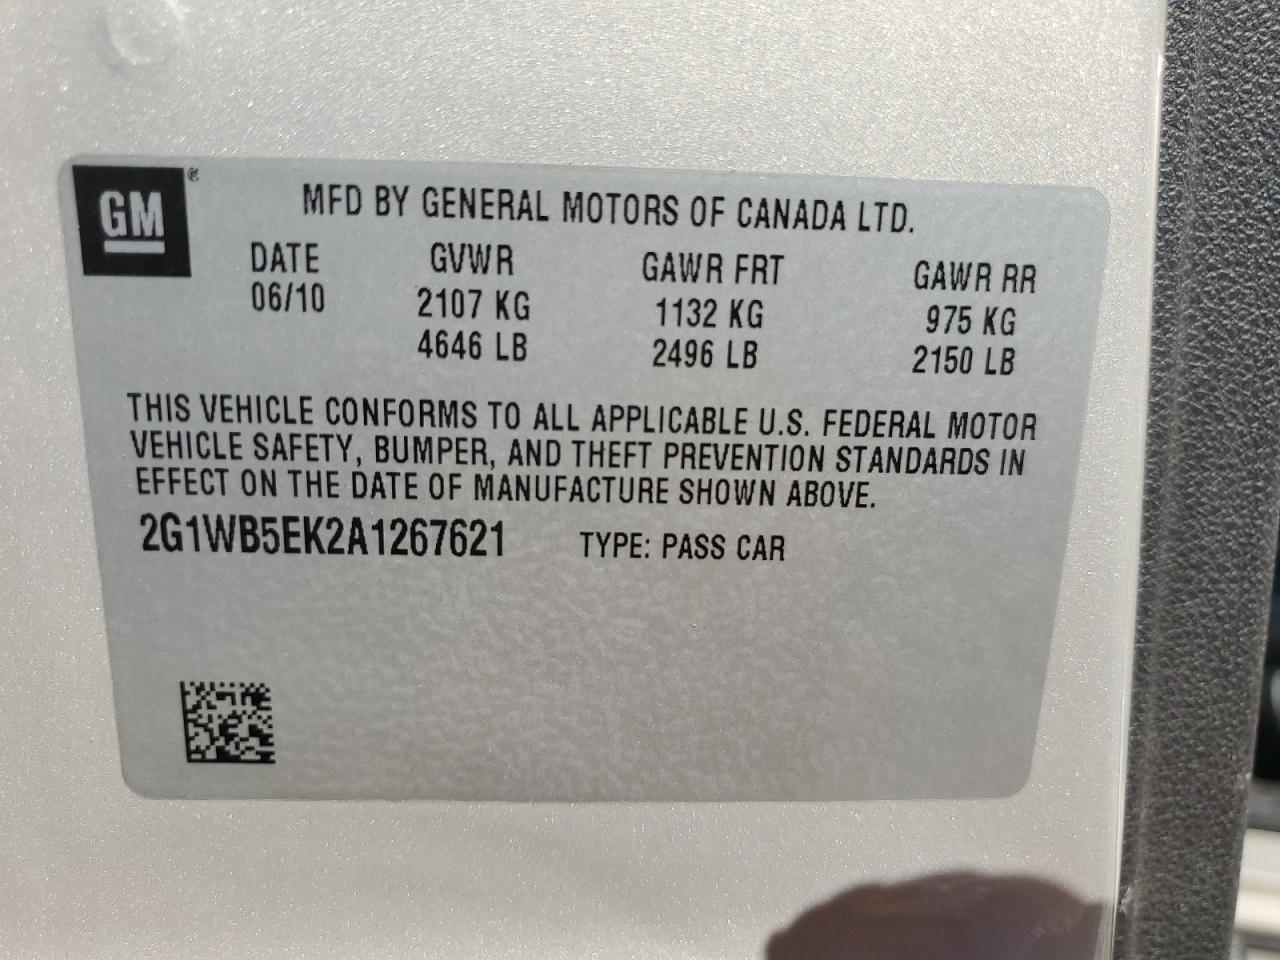 GM®
MFD BY GENERAL MOTORS OF CANADA LTD.
DATE GVWR GAWR FRT GAWR RR
06/10 2107 KG 1132 KG 975 KG
4646 LB 2496 LB 2150 LB
THIS VEHICLE CONFORMS TO ALL APPLICABLE U.S. FEDERAL MOTOR
VEHICLE SAFETY, BUMPER, AND THEFT PREVENTION STANDARDS IN
EFFECT ON THE DATE OF MANUFACTURE SHOWN ABOVE.
2G1WB5EK2A1267621 TYPE: PASS CAR